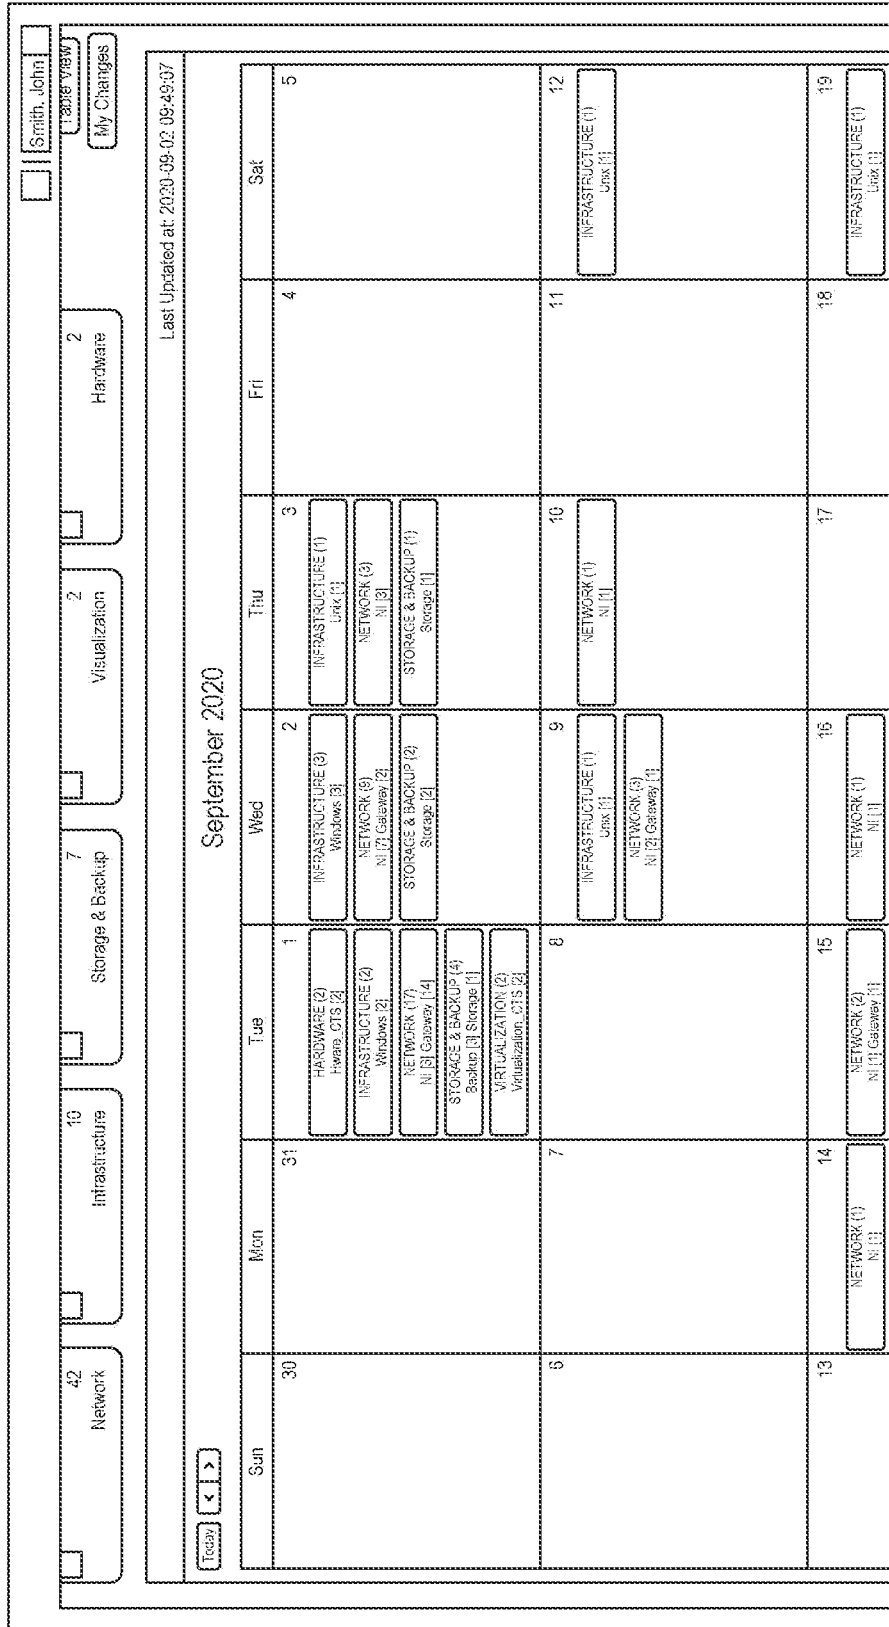 Smith, John
Table View
My Changes
42
Network
10
Infrastructure
7
Storage & Backup
2
Visualization
2
Hardware
Last Updated at: 2020-09-02 09:49:07
Today < >
September 2020
Sun Mon Tue Wed Thu Fri Sat
30
31
1
HARDWARE (2)
Hware_CTS [2]
INFRASTRUCTURE (2)
Windows [2]
NETWORK (17)
NI [3] Gateway [14]
STORAGE & BACKUP (4)
Backup [3] Storage [1]
VIRTUALIZATION (2)
Virtualization_CTS [2]
2
INFRASTRUCTURE (3)
Windows [3]
NETWORK (9)
NI [7] Gateway [2]
STORAGE & BACKUP (2)
Storage [2]
3
INFRASTRUCTURE (1)
Unix [1]
NETWORK (3)
NI [3]
STORAGE & BACKUP (1)
Storage [1]
4
5
6
7
8
9
INFRASTRUCTURE (1)
Unix [1]
NETWORK (3)
NI [2] Gateway [1]
10
NETWORK (1)
NI [1]
11
12
INFRASTRUCTURE (1)
Unix [1]
13
14
NETWORK (1)
NI [1]
15
NETWORK (2)
NI [1] Gateway [1]
16
NETWORK (1)
NI [1]
17
18
19
INFRASTRUCTURE (1)
Unix [1]